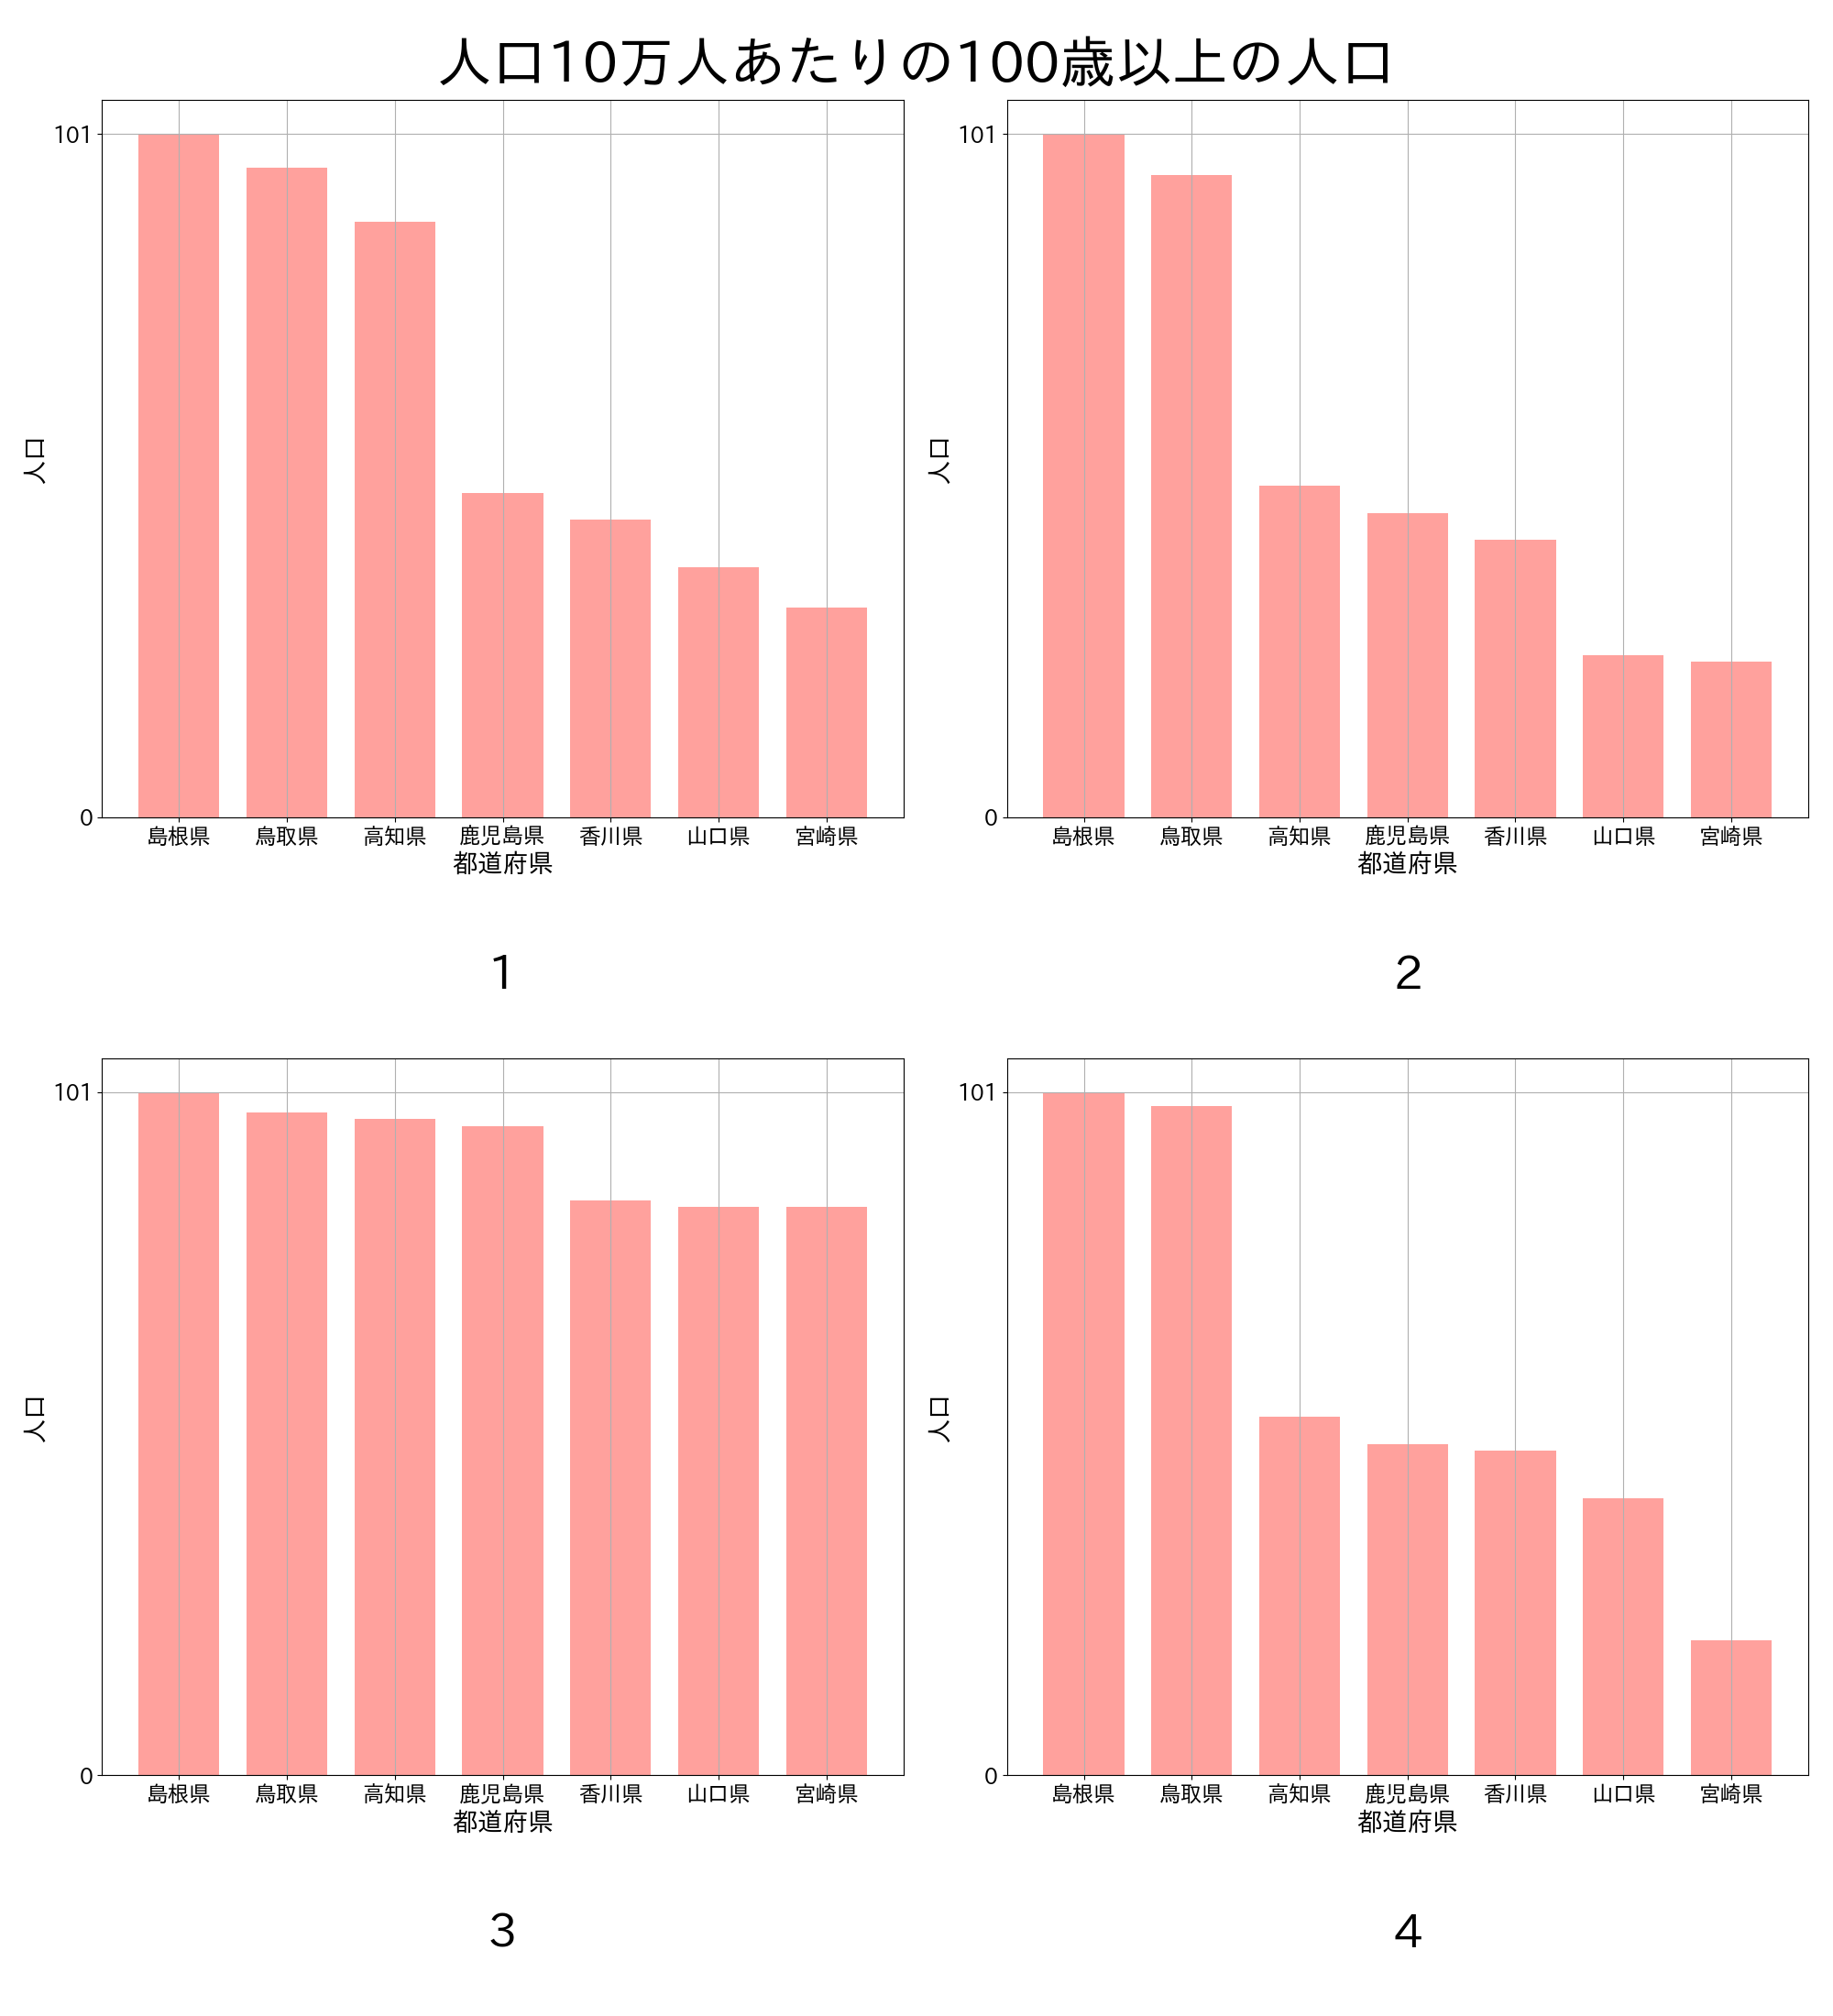 人口10万人あたりの100歳以上の人口
101
0
人口
島根県 鳥取県 高知県 鹿児島県 香川県 山口県 宮崎県
都道府県
1
101
0
人口
島根県 鳥取県 高知県 鹿児島県 香川県 山口県 宮崎県
都道府県
2
101
0
人口
島根県 鳥取県 高知県 鹿児島県 香川県 山口県 宮崎県
都道府県
3
101
0
人口
島根県 鳥取県 高知県 鹿児島県 香川県 山口県 宮崎県
都道府県
4